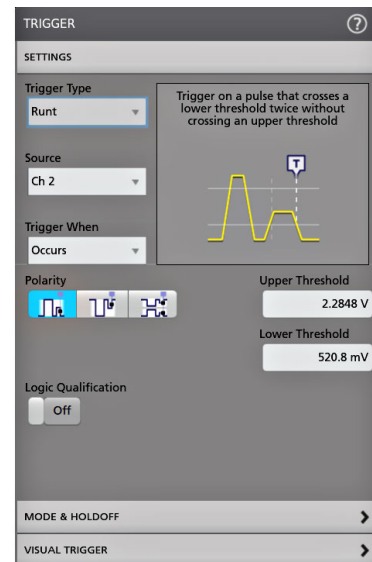 TRIGGER
?
SETTINGS
Trigger Type
Runt
Trigger on a pulse that crosses a
lower threshold twice without
crossing an upper threshold
T
Source
Ch 2
Trigger When
Occurs
Polarity
Upper Threshold
2.2848 V
Lower Threshold
520.8 mV
Logic Qualification
Off
MODE & HOLDOFF
VISUAL TRIGGER